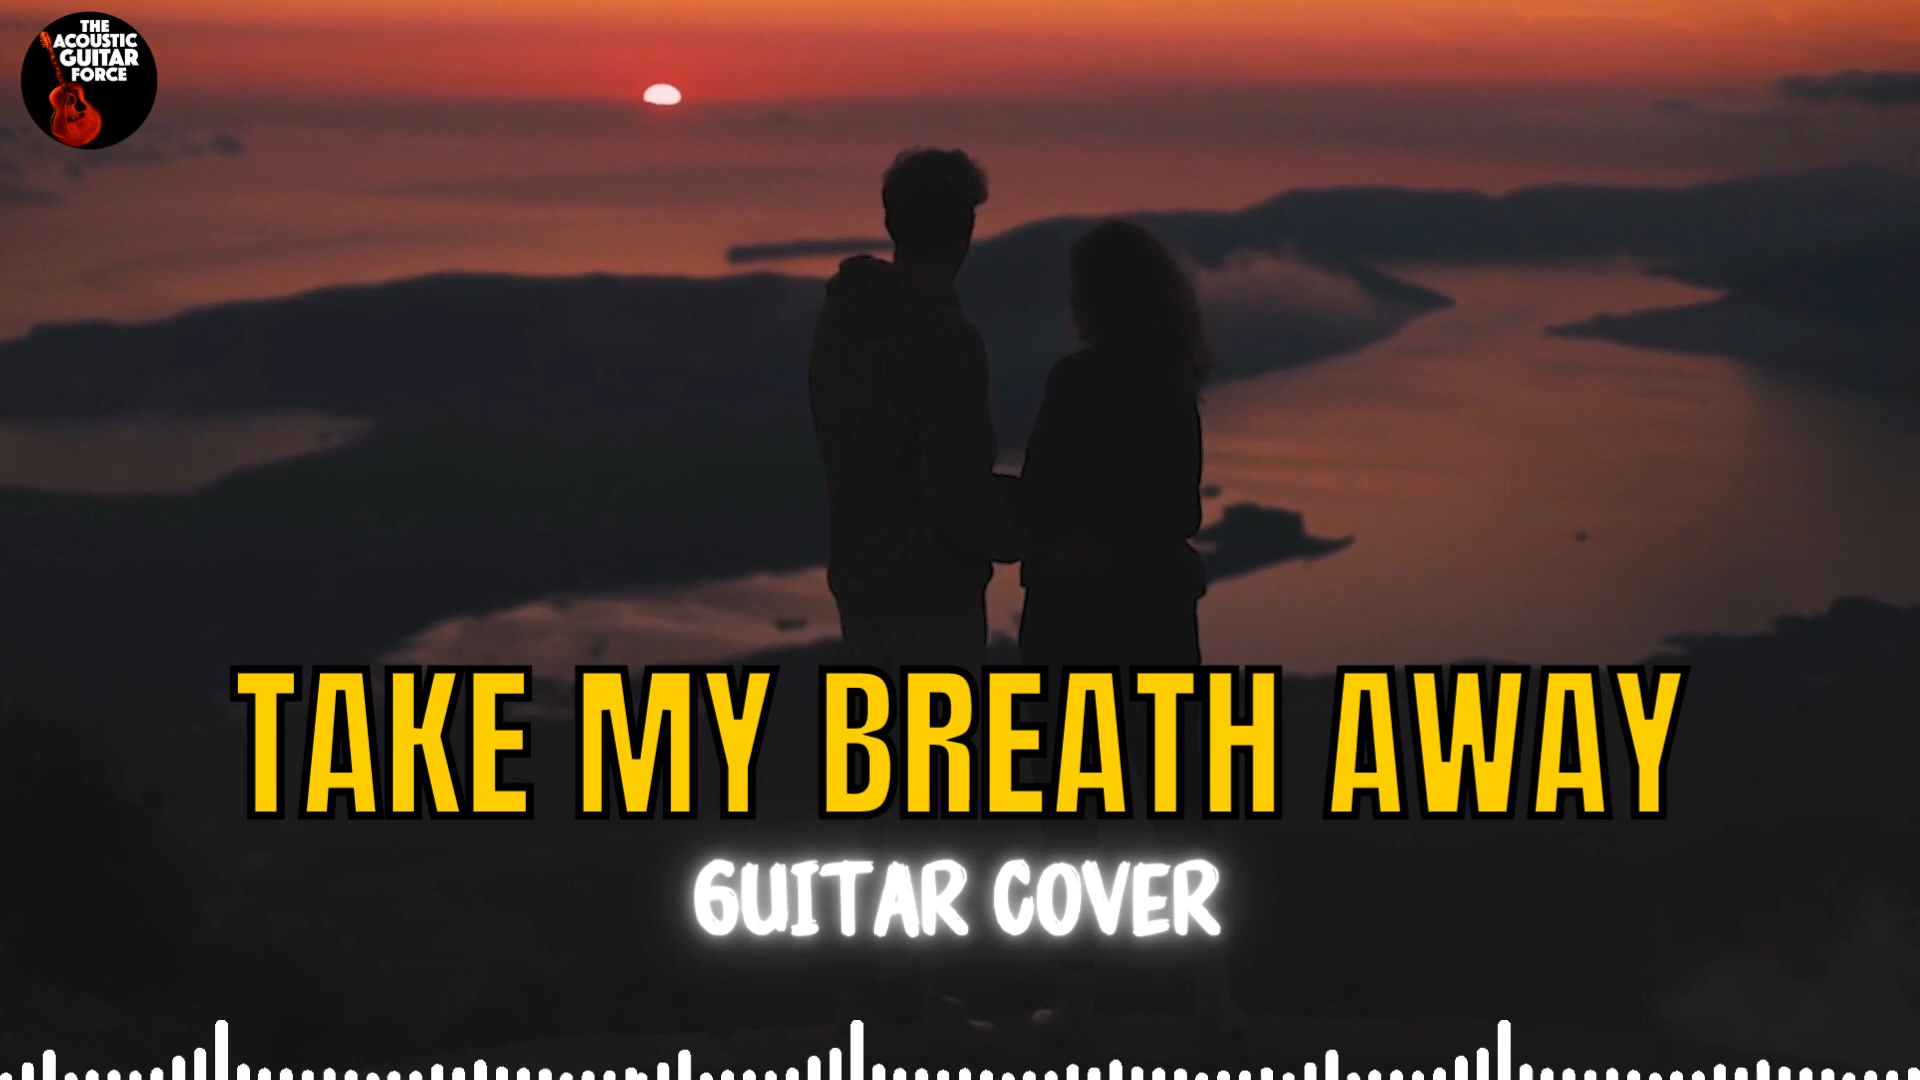 THE
ACOUSTIC
GUITAR
FORCE
TAKE MY BREATH AWAY
GUITAR COVER